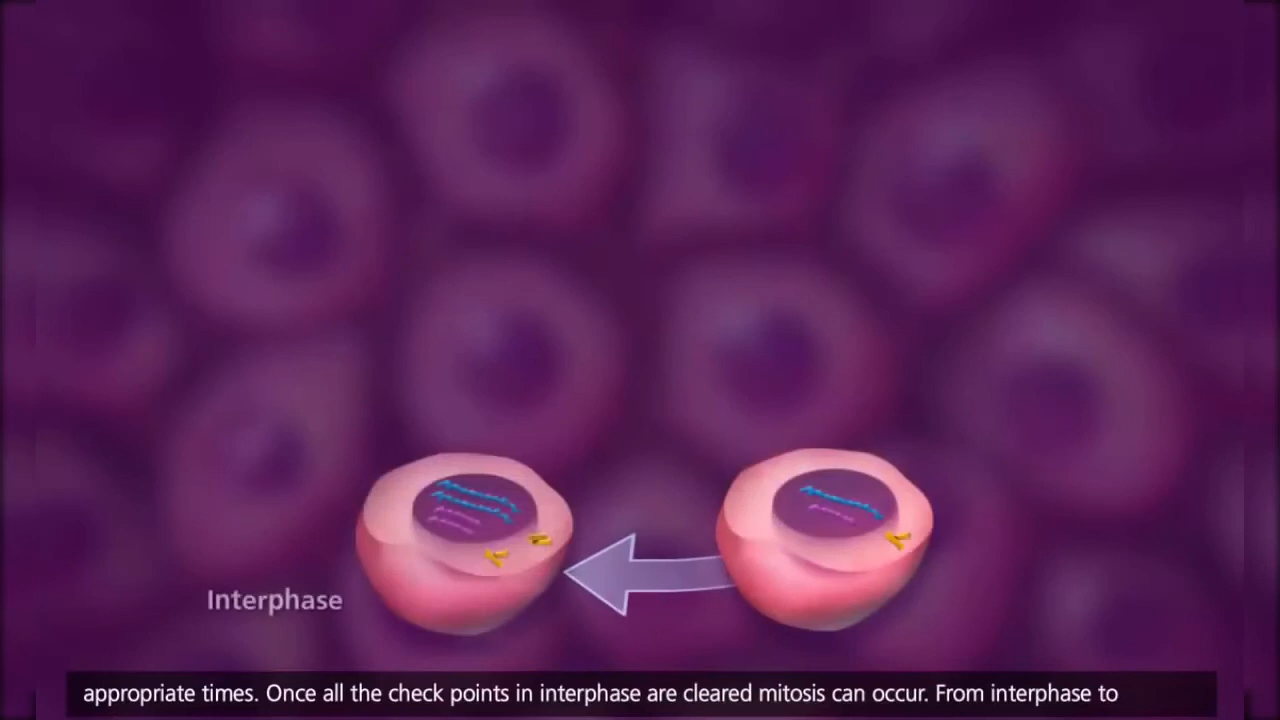 Interphase
appropriate times. Once all the check points in interphase are cleared mitosis can occur. From interphase to